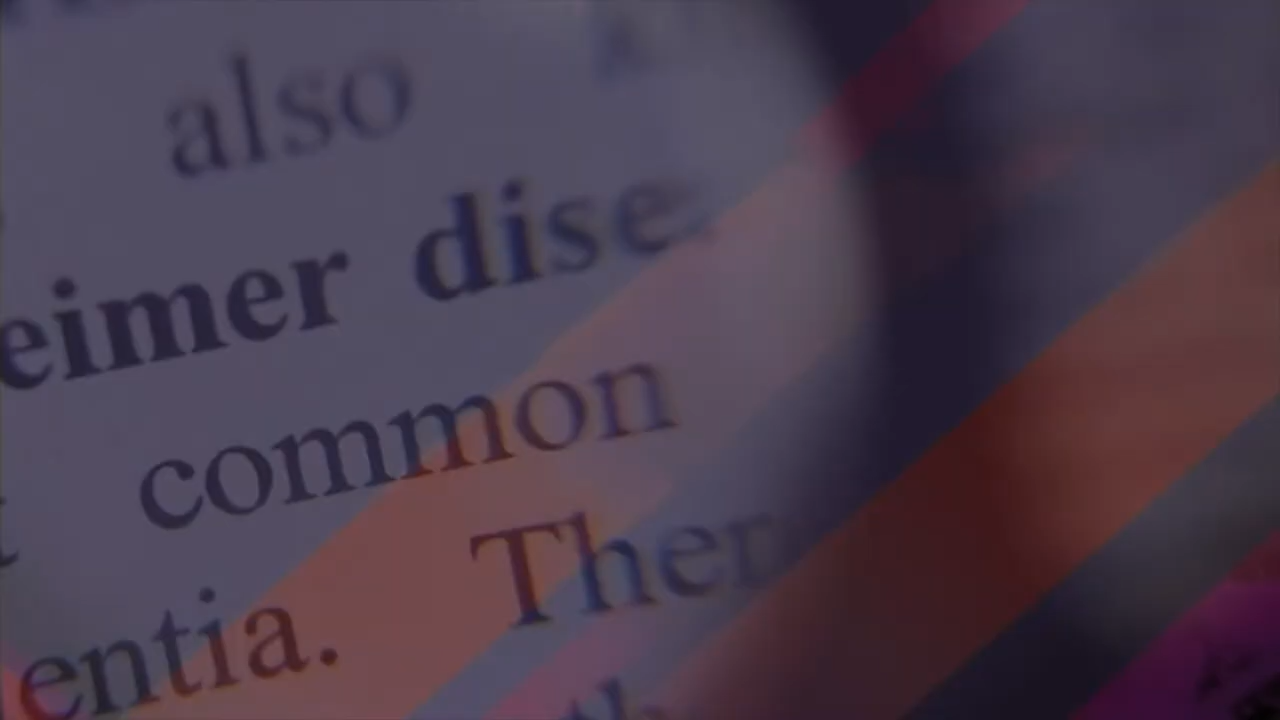 also
eimer dise
common
entia. Ther